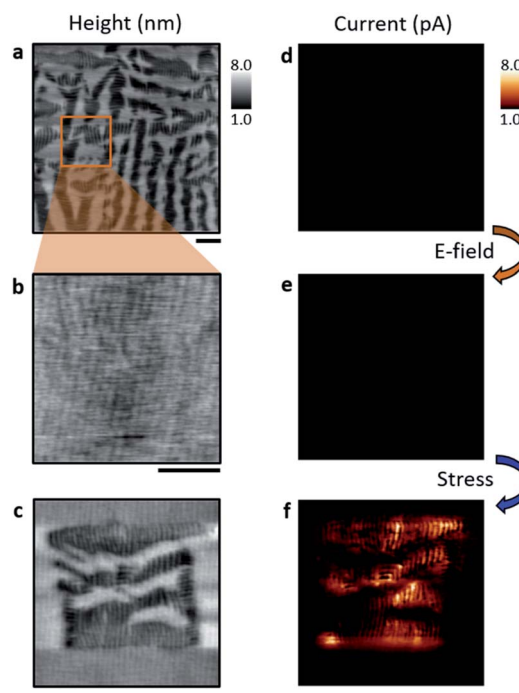 Height (nm)
Current (pA)
a
8.0
1.0
d
8.0
1.0
E-field
b
e
Stress
c
f